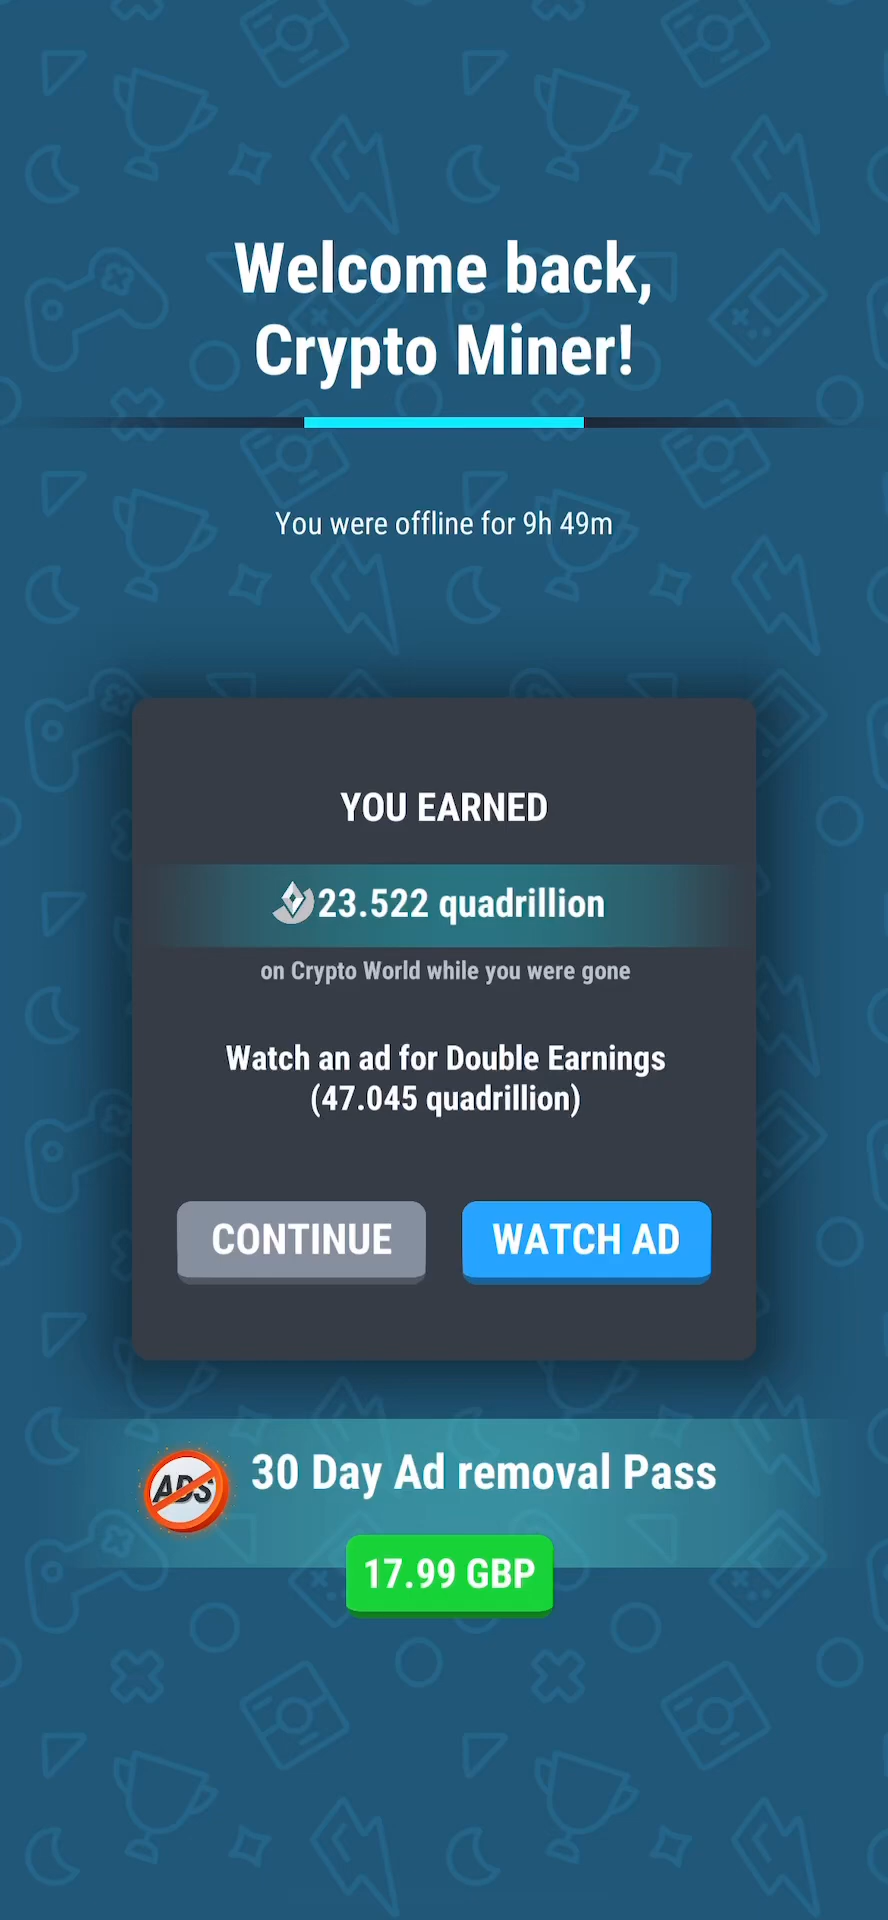 Welcome back,
Crypto Miner!
You were offline for 9h 49m
YOU EARNED
23.522 quadrillion
on Crypto World while you were gone
Watch an ad for Double Earnings
(47.045 quadrillion)
CONTINUE
WATCH AD
ADS
30 Day Ad removal Pass
17.99 GBP